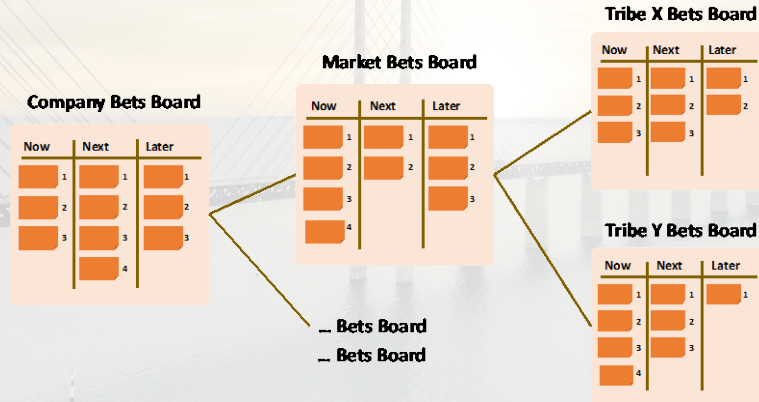 Company Bets Board
Now Next Later
1 1 1
2 2 2
3 3 3
4
Market Bets Board
Now Next Later
1 1 1
2 2 2
3 3
4
... Bets Board
... Bets Board
Tribe X Bets Board
Now Next Later
1 1 1
2 2 2
3 3
Tribe Y Bets Board
Now Next Later
1 1 1
2 2
3 3
4